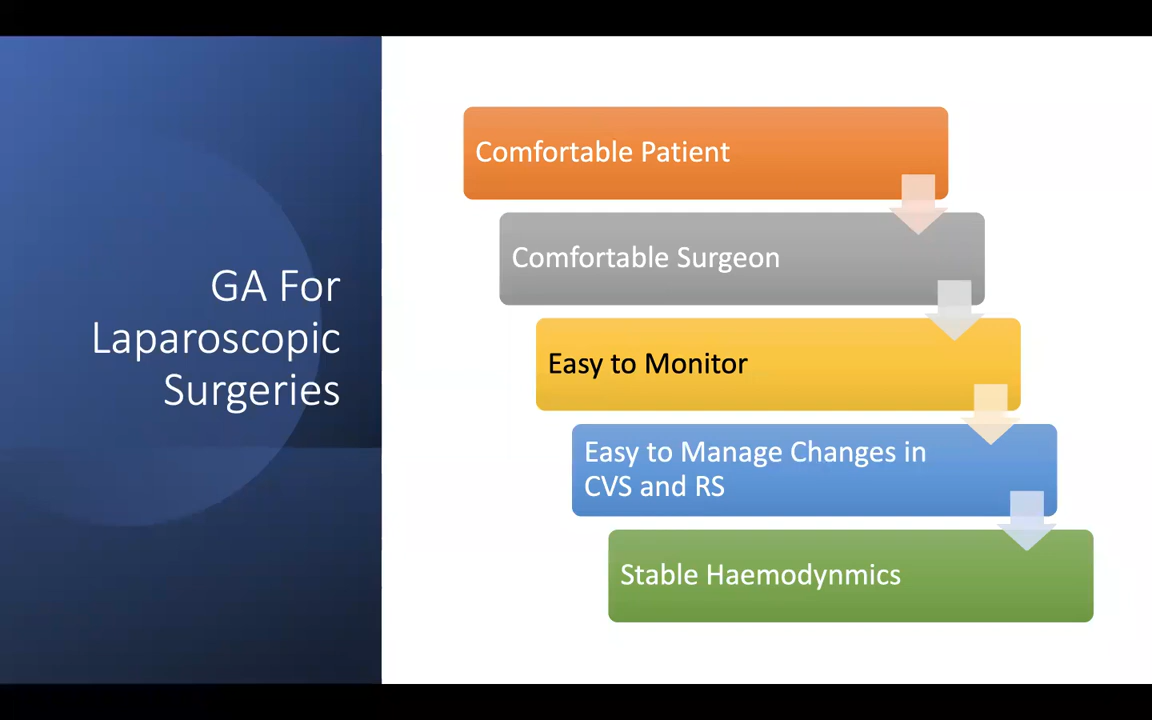 GA For
Laparoscopic
Surgeries
Comfortable Patient
Comfortable Surgeon
Easy to Monitor
Easy to Manage Changes in
CVS and RS
Stable Haemodynmics